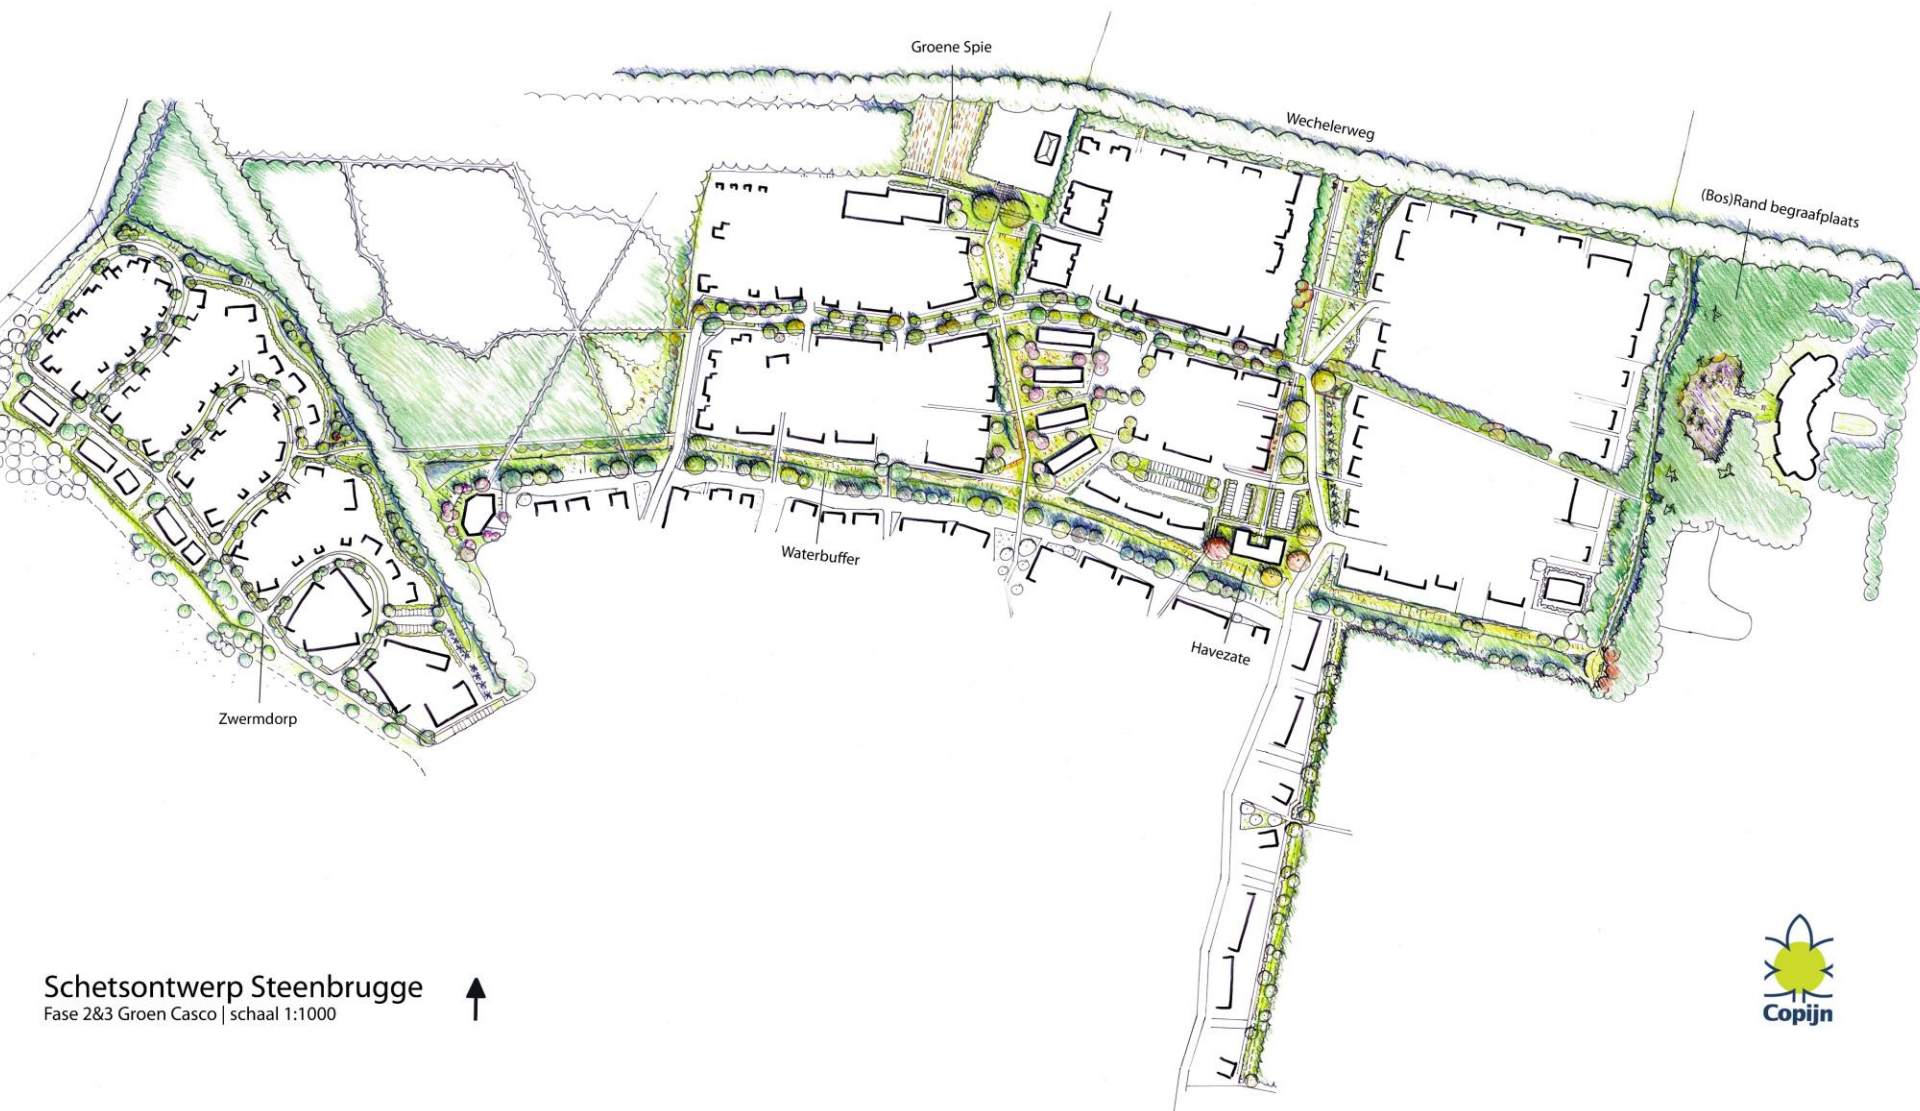 Groene Spie
Wechelerweg
(Bos)Rand begraafplaats
Waterbuffer
Havezate
Zwermdorp
Schetsontwerp Steenbrugge
Fase 2&3 Groen Casco | schaal 1:1000
Copijn